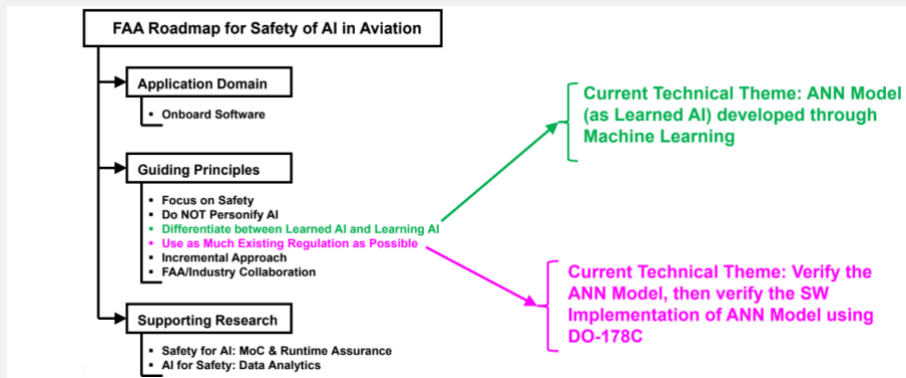 FAA Roadmap for Safety of AI in Aviation
Application Domain
▪ Onboard Software
Guiding Principles
▪ Focus on Safety
▪ Do NOT Personify AI
▪ Differentiate between Learned AI and Learning AI
▪ Use as Much Existing Regulation as Possible
▪ Incremental Approach
▪ FAA/Industry Collaboration
Supporting Research
▪ Safety for AI: MoC & Runtime Assurance
▪ AI for Safety: Data Analytics
Current Technical Theme: ANN Model
(as Learned AI) developed through
Machine Learning
Current Technical Theme: Verify the
ANN Model, then verify the SW
Implementation of ANN Model using
DO-178C